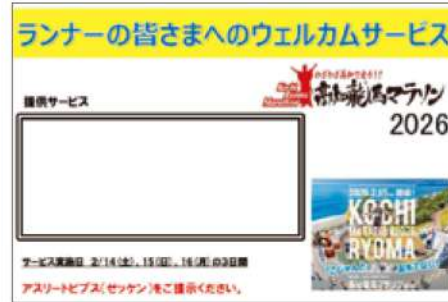 ランナーの皆さまへのウェルカムサービス
提供サービス
高知龍馬マラソン
2026
KOCHI
RYOMA
サービス実施日 2/14(土)、15(日)、16(月)の3日間
アスリートビブス(ゼッケン)をご提示ください。